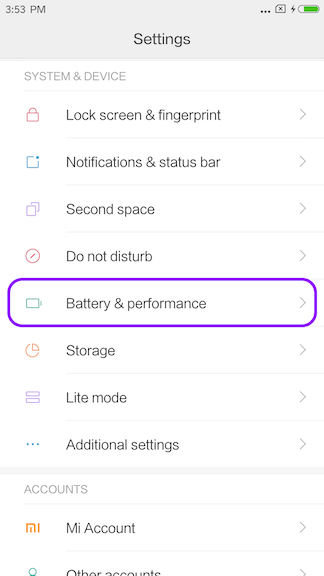 3:53 PM
Settings
SYSTEM & DEVICE
Lock screen & fingerprint
Notifications & status bar
Second space
Do not disturb
Battery & performance
Storage
Lite mode
Additional settings
ACCOUNTS
Mi Account
Other accounts